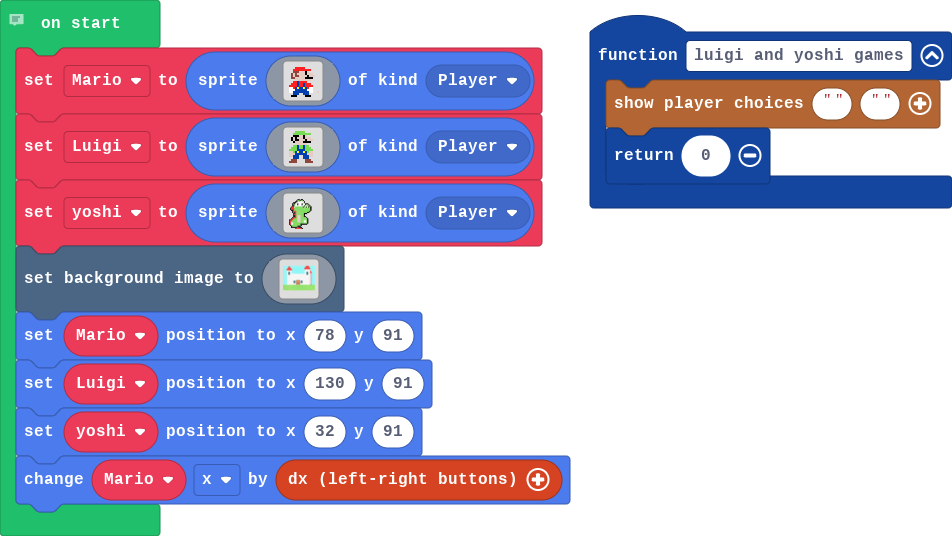 on start
set Mario to sprite of kind Player
set Luigi to sprite of kind Player
set yoshi to sprite of kind Player
set background image to
set Mario position to x 78 y 91
set Luigi position to x 130 y 91
set yoshi position to x 32 y 91
change Mario x by dx (left-right buttons)
function luigi and yoshi games
show player choices " " " "
return 0